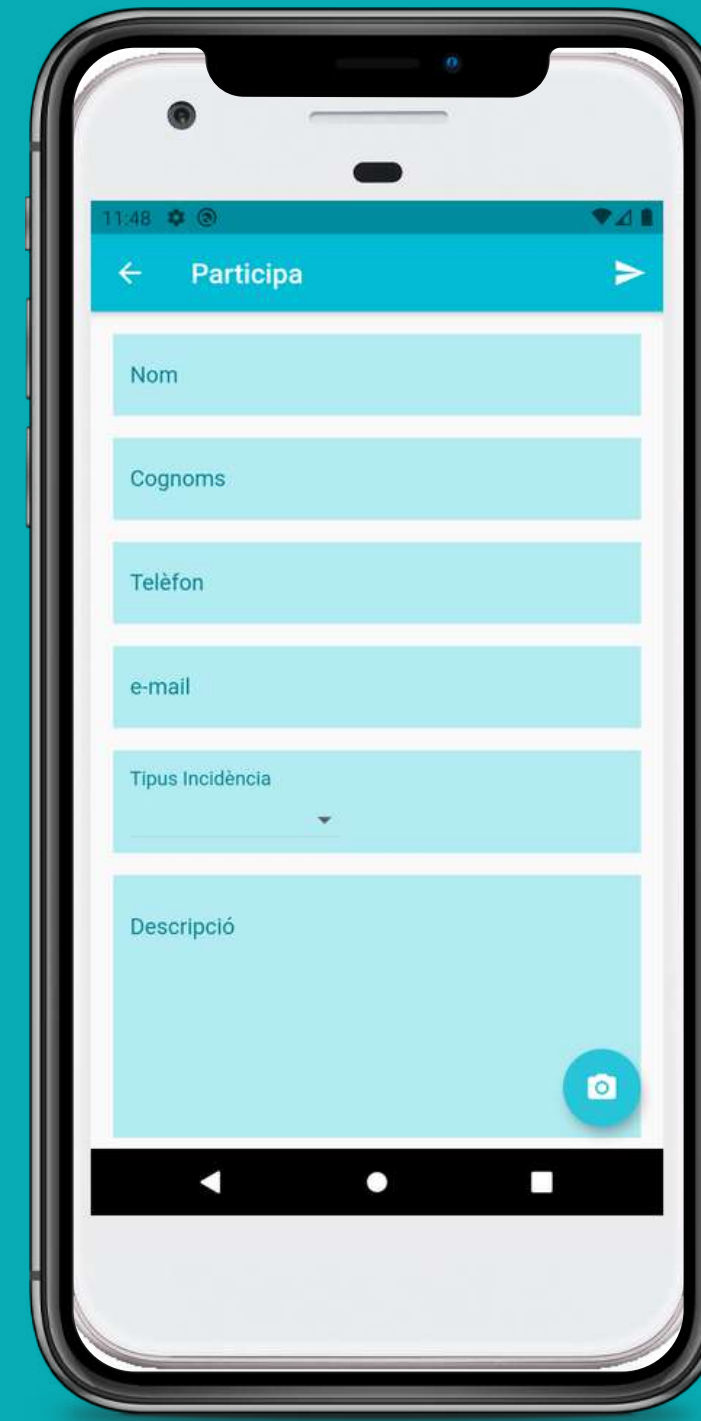 11:48
Participa
Nom
Cognoms
Telèfon
e-mail
Tipus Incidència
Descripció